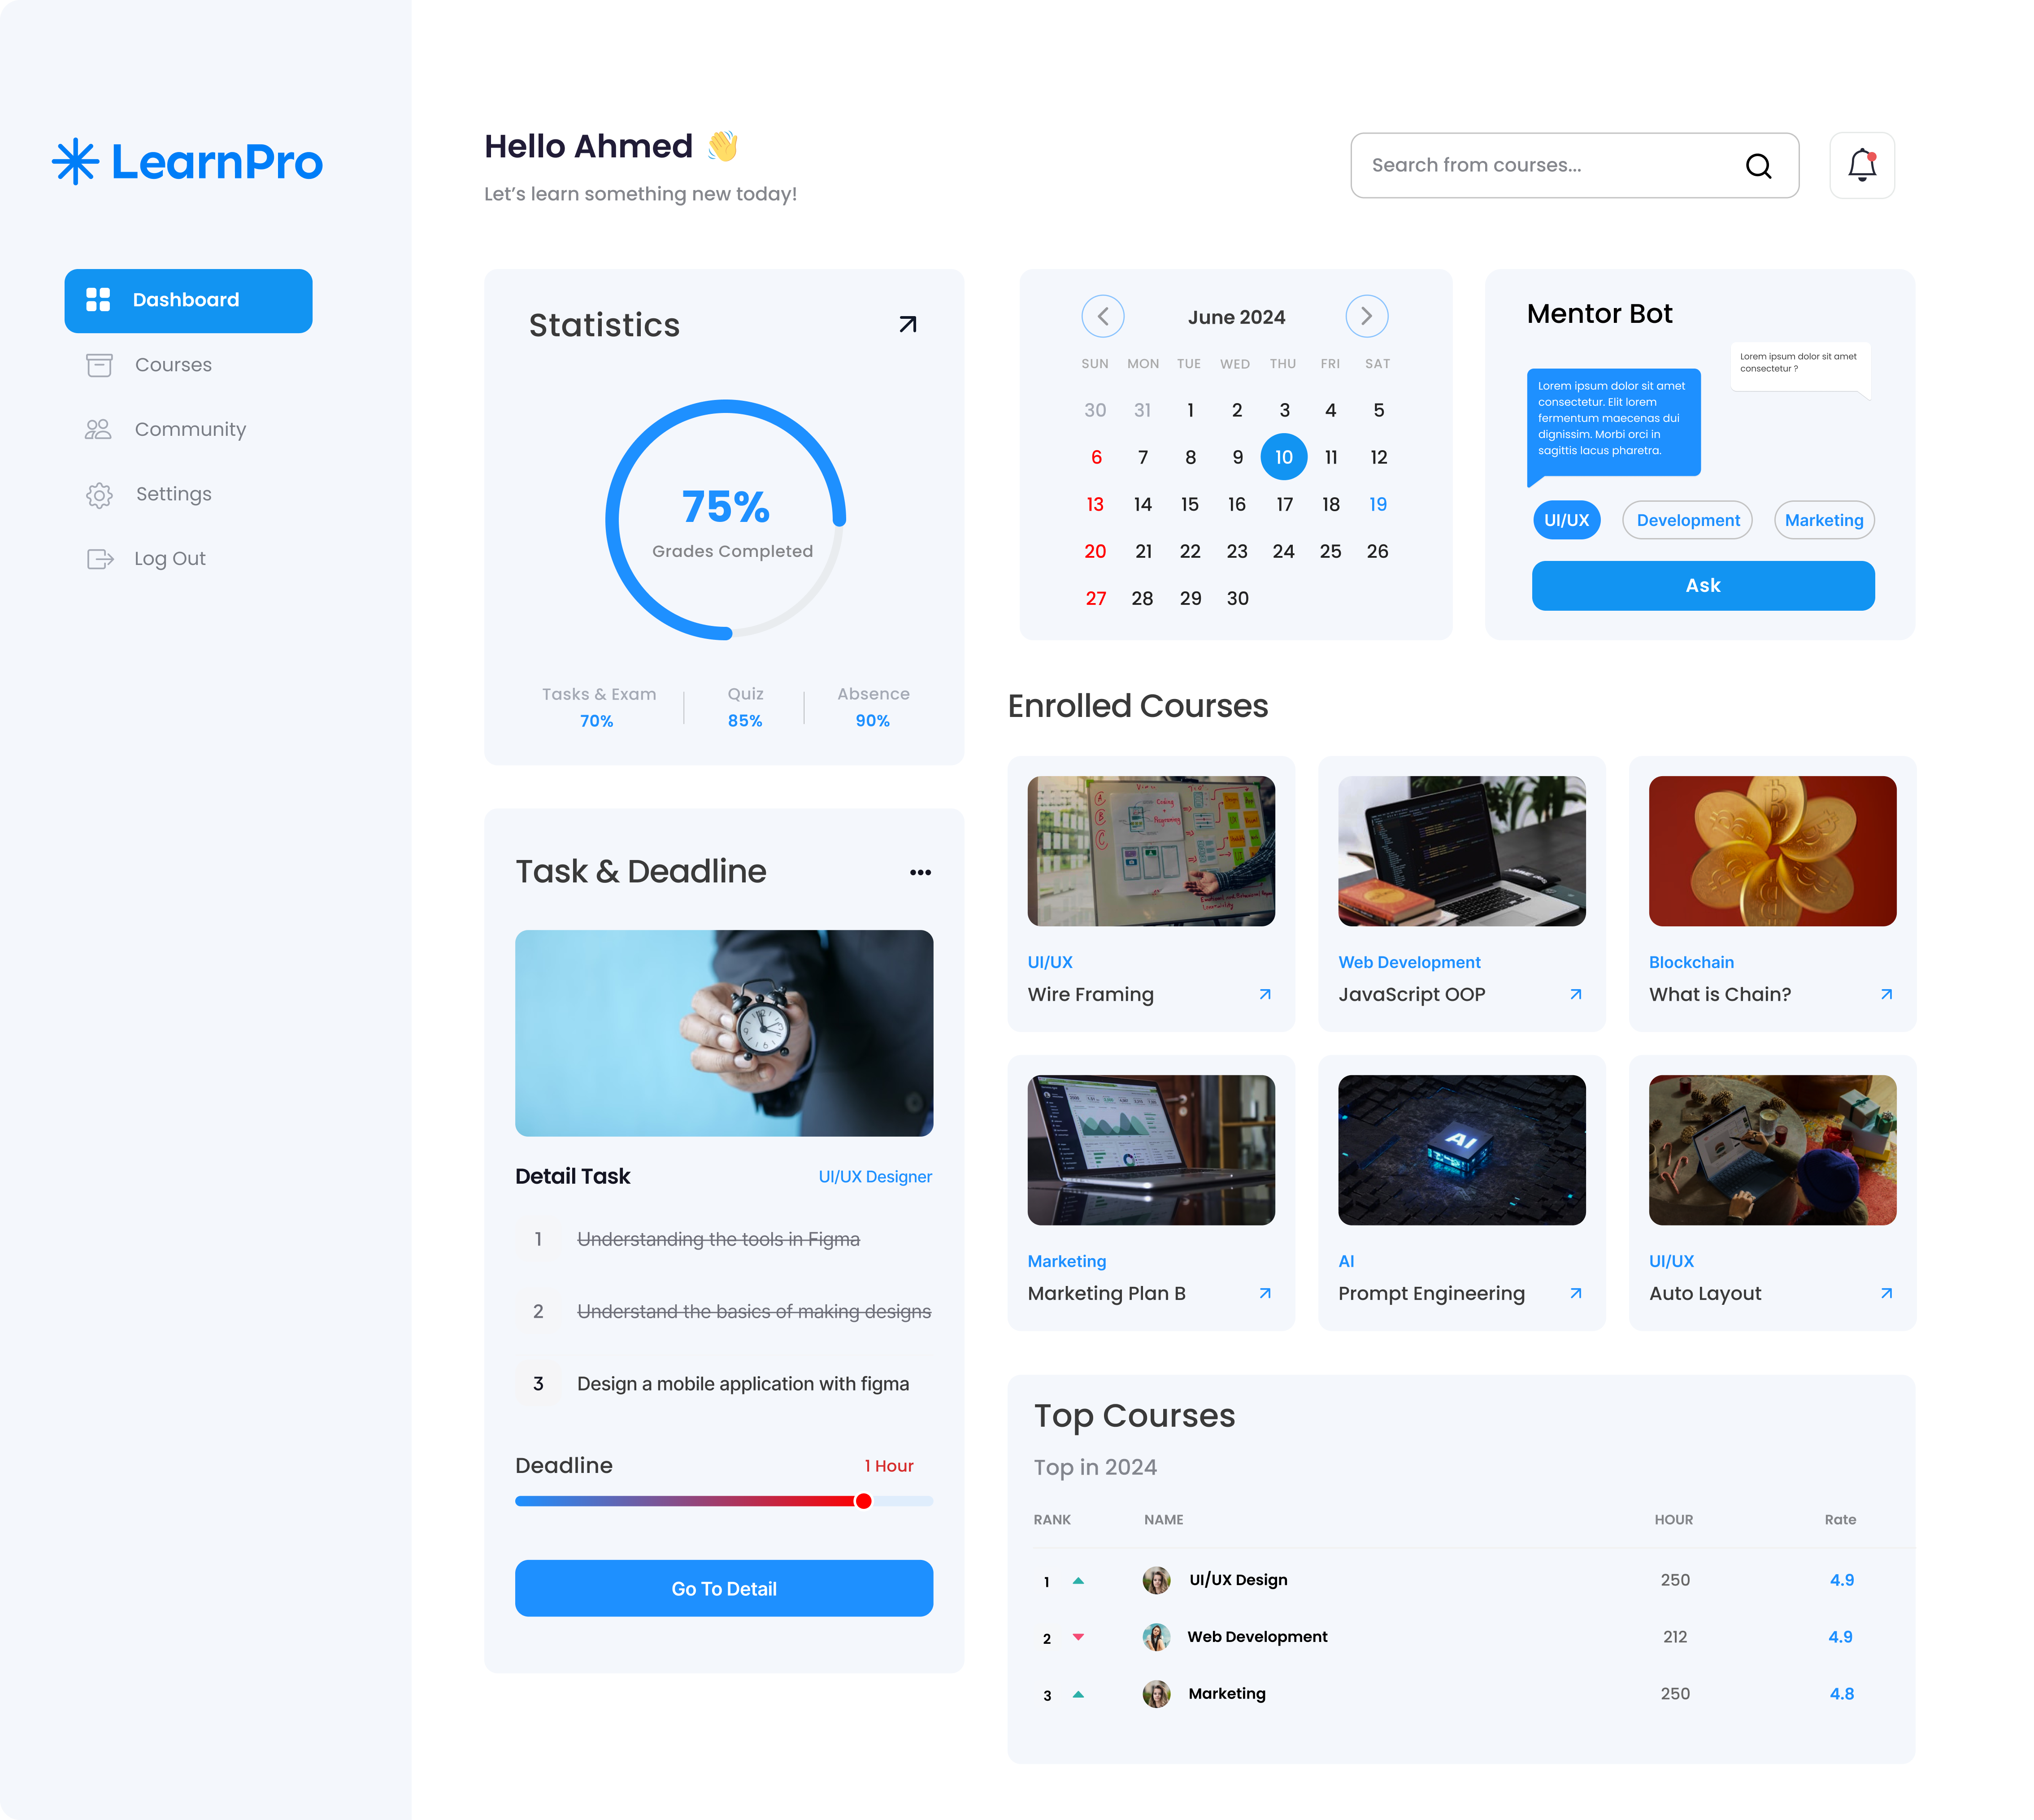 LearnPro
Dashboard
Courses
Community
Settings
Log Out
Hello Ahmed 👋
Let's learn something new today!
Search from courses...
Statistics
75%
Grades Completed
Tasks & Exam
70%
Quiz
85%
Absence
90%
June 2024
SUN MON TUE WED THU FRI SAT
30 31 1 2 3 4 5
6 7 8 9 10 11 12
13 14 15 16 17 18 19
20 21 22 23 24 25 26
27 28 29 30
Mentor Bot
Lorem ipsum dolor sit amet
consectetur ?
Lorem ipsum dolor sit amet
consectetur. Elit lorem
fermentum maecenas dui
dignissim. Morbi orci in
sagittis lacus pharetra.
UI/UX Development Marketing
Ask
Task & Deadline
Detail Task
UI/UX Designer
1 Understanding the tools in Figma
2 Understand the basics of making designs
3 Design a mobile application with figma
Deadline
1 Hour
Go To Detail
Enrolled Courses
UI/UX
Wire Framing
Web Development
JavaScript OOP
Blockchain
What is Chain?
Marketing
Marketing Plan B
AI
AI
Prompt Engineering
UI/UX
Auto Layout
Top Courses
Top in 2024
RANK NAME HOUR Rate
1 UI/UX Design 250 4.9
2 Web Development 212 4.9
3 Marketing 250 4.8